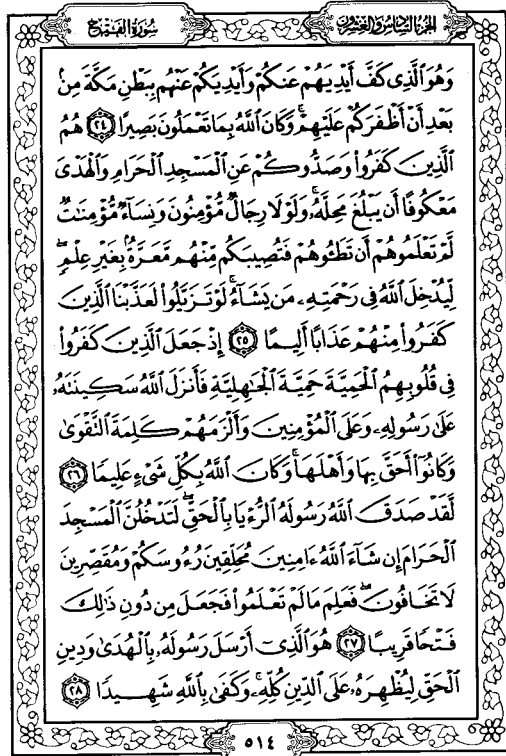 الجزء السادس والعشرون
سورة الفتح
وَهُوَ ٱلَّذِى كَفَّ أَيْدِيَهُمْ عَنكُمْ وَأَيْدِيَكُمْ عَنْهُم بِبَطْنِ مَكَّةَ مِنۢ
بَعْدِ أَنْ أَظْفَرَكُمْ عَلَيْهِمْ ۚ وَكَانَ ٱللَّهُ بِمَا تَعْمَلُونَ بَصِيرًا ٢٤ هُمُ
ٱلَّذِينَ كَفَرُوا۟ وَصَدُّوكُمْ عَنِ ٱلْمَسْجِدِ ٱلْحَرَامِ وَٱلْهَدْىَ
مَعْكُوفًا أَن يَبْلُغَ مَحِلَّهُۥ ۚ وَلَوْلَا رِجَالٌ مُّؤْمِنُونَ وَنِسَآءٌ مُّؤْمِنَٰتٌ
لَّمْ تَعْلَمُوهُمْ أَن تَطَـُٔوهُمْ فَتُصِيبَكُم مِّنْهُم مَّعَرَّةٌۢ بِغَيْرِ عِلْمٍ ۖ
لِّيُدْخِلَ ٱللَّهُ فِى رَحْمَتِهِۦ مَن يَشَآءُ ۚ لَوْ تَزَيَّلُوا۟ لَعَذَّبْنَا ٱلَّذِينَ
كَفَرُوا۟ مِنْهُمْ عَذَابًا أَلِيمًا ٢٥ إِذْ جَعَلَ ٱلَّذِينَ كَفَرُوا۟
فِى قُلُوبِهِمُ ٱلْحَمِيَّةَ حَمِيَّةَ ٱلْجَٰهِلِيَّةِ فَأَنزَلَ ٱللَّهُ سَكِينَتَهُۥ
عَلَىٰ رَسُولِهِۦ وَعَلَى ٱلْمُؤْمِنِينَ وَأَلْزَمَهُمْ كَلِمَةَ ٱلتَّقْوَىٰ
وَكَانُوٓا۟ أَحَقَّ بِهَا وَأَهْلَهَا ۚ وَكَانَ ٱللَّهُ بِكُلِّ شَىْءٍ عَلِيمًا ٢٦
لَّقَدْ صَدَقَ ٱللَّهُ رَسُولَهُ ٱلرُّءْيَا بِٱلْحَقِّ ۖ لَتَدْخُلُنَّ ٱلْمَسْجِدَ
ٱلْحَرَامَ إِن شَآءَ ٱللَّهُ ءَامِنِينَ مُحَلِّقِينَ رُءُوسَكُمْ وَمُقَصِّرِينَ
لَا تَخَافُونَ ۖ فَعَلِمَ مَا لَمْ تَعْلَمُوا۟ فَجَعَلَ مِن دُونِ ذَٰلِكَ
فَتْحًا قَرِيبًا ٢٧ هُوَ ٱلَّذِىٓ أَرْسَلَ رَسُولَهُۥ بِٱلْهُدَىٰ وَدِينِ
ٱلْحَقِّ لِيُظْهِرَهُۥ عَلَى ٱلدِّينِ كُلِّهِۦ ۚ وَكَفَىٰ بِٱللَّهِ شَهِيدًا ٢٨
٥١٤